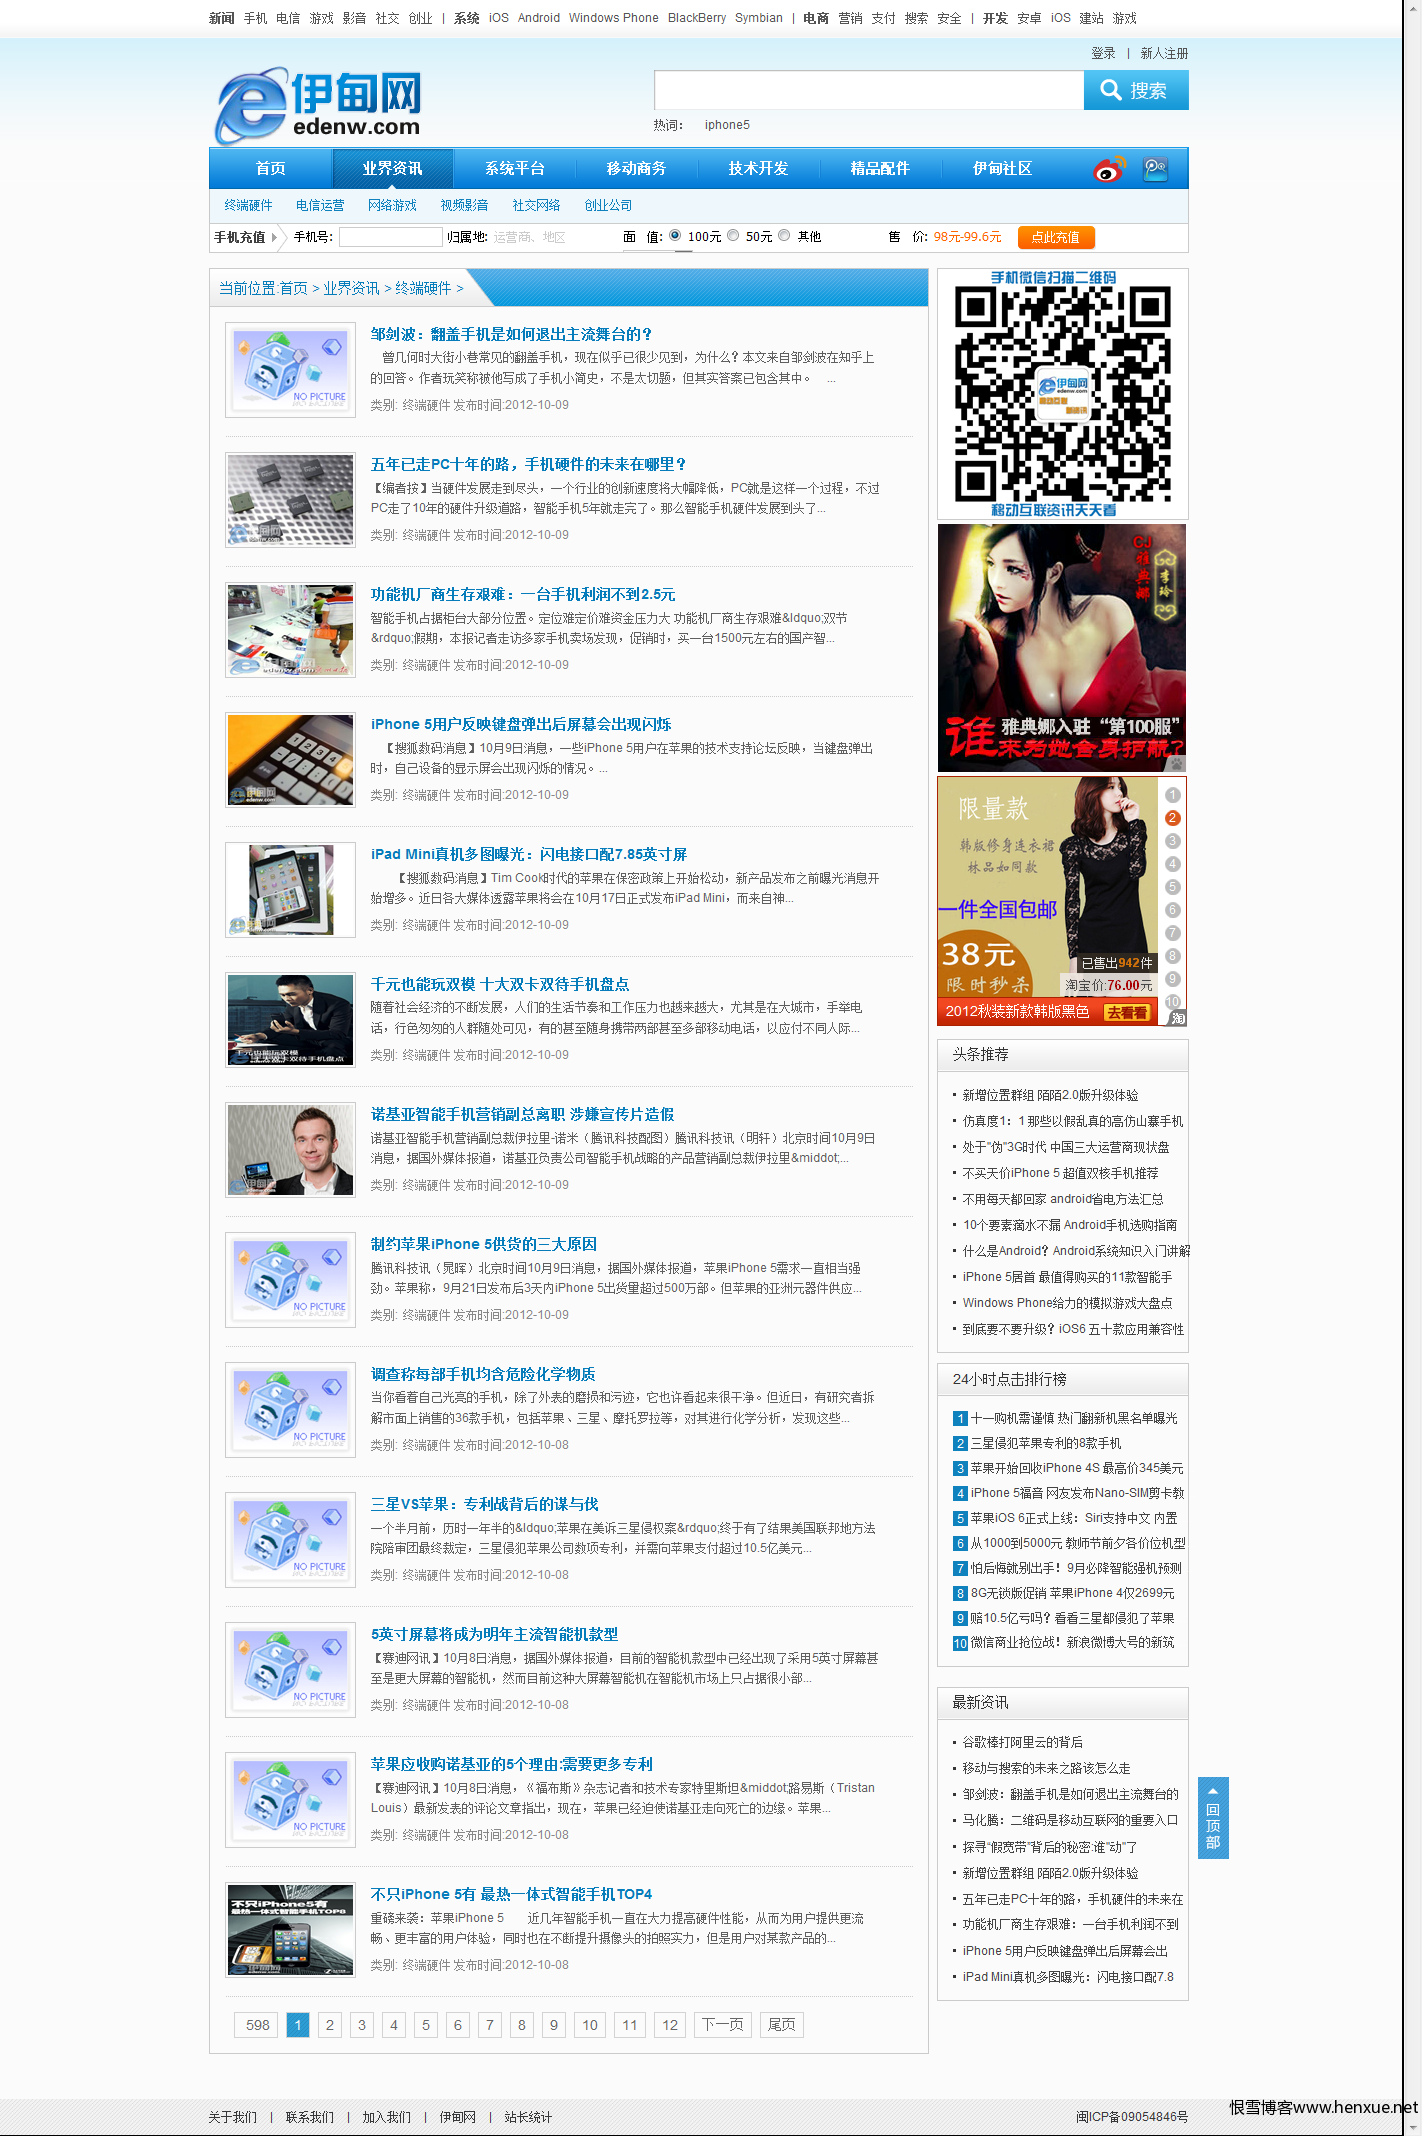 新闻 手机 电信 游戏 影音 社交 创业 | 系统 iOS Android Windows Phone BlackBerry Symbian | 电商 营销 支付 搜索 安全 | 开发 安卓 iOS 建站 游戏
登录 | 新人注册
伊甸网
edenw.com
搜索
热词： iphone5
首页 业界资讯 系统平台 移动商务 技术开发 精品配件 伊甸社区
终端硬件 电信运营 网络游戏 视频影音 社交网络 创业公司
手机充值 手机号: 归属地: 运营商、地区 面 值: 100元 50元 其他 售 价: 98元-99.6元 点此充值
当前位置:首页 > 业界资讯 > 终端硬件 >
邹剑波：翻盖手机是如何退出主流舞台的？
曾几何时大街小巷常见的翻盖手机，现在似乎已很少见到，为什么？本文来自邹剑波在知乎上
的回答。作者玩笑称被他写成了手机小简史，不是太切题，但其实答案已包含其中。 ...
NO PICTURE
类别: 终端硬件 发布时间:2012-10-09
五年已走PC十年的路，手机硬件的未来在哪里？
【编者按】当硬件发展走到尽头，一个行业的创新速度将大幅降低，PC就是这样一个过程，不过
PC走了10年的硬件升级道路，智能手机5年就走完了。那么智能手机硬件发展到头了...
伊甸网
edenw.com
类别: 终端硬件 发布时间:2012-10-09
功能机厂商生存艰难：一台手机利润不到2.5元
智能手机占据柜台大部分位置。定位难定价难资金压力大 功能机厂商生存艰难&ldquo;双节
&rdquo;假期，本报记者走访多家手机卖场发现，促销时，买一台1500元左右的国产智...
类别: 终端硬件 发布时间:2012-10-09
iPhone 5用户反映键盘弹出后屏幕会出现闪烁
【搜狐数码消息】10月9日消息，一些iPhone 5用户在苹果的技术支持论坛反映，当键盘弹出
时，自己设备的显示屏会出现闪烁的情况。...
类别: 终端硬件 发布时间:2012-10-09
iPad Mini真机多图曝光：闪电接口配7.85英寸屏
【搜狐数码消息】Tim Cook时代的苹果在保密政策上开始松动，新产品发布之前曝光消息开
始增多。近日各大媒体透露苹果将会在10月17日正式发布iPad Mini，而来自神...
类别: 终端硬件 发布时间:2012-10-09
千元也能玩双模 十大双卡双待手机盘点
随着社会经济的不断发展，人们的生活节奏和工作压力也越来越大，尤其是在大城市，手举电
话，行色匆匆的人群随处可见，有的甚至随身携带两部甚至多部移动电话，以应付不同人际...
千元也能玩双模
十大双卡双待手机盘点
类别: 终端硬件 发布时间:2012-10-09
诺基亚智能手机营销副总离职 涉嫌宣传片造假
诺基亚智能手机营销副总裁伊拉里-诺米（腾讯科技配图）腾讯科技讯（明轩）北京时间10月9日
消息，据国外媒体报道，诺基亚负责公司智能手机战略的产品营销副总裁伊拉里&middot;...
类别: 终端硬件 发布时间:2012-10-09
制约苹果iPhone 5供货的三大原因
腾讯科技讯（晁晖）北京时间10月9日消息，据国外媒体报道，苹果iPhone 5需求一直相当强
劲。苹果称，9月21日发布后3天内iPhone 5出货量超过500万部。但苹果的亚洲元器件供应...
NO PICTURE
类别: 终端硬件 发布时间:2012-10-09
调查称每部手机均含危险化学物质
当你看着自己光亮的手机，除了外表的磨损和污迹，它也许看起来很干净。但近日，有研究者拆
解市面上销售的36款手机，包括苹果、三星、摩托罗拉等，对其进行化学分析，发现这些...
NO PICTURE
类别: 终端硬件 发布时间:2012-10-08
三星VS苹果：专利战背后的谋与伐
一个半月前，历时一年半的&ldquo;苹果在美诉三星侵权案&rdquo;终于有了结果美国联邦地方法
院陪审团最终裁定，三星侵犯苹果公司数项专利，并需向苹果支付超过10.5亿美元...
NO PICTURE
类别: 终端硬件 发布时间:2012-10-08
5英寸屏幕将成为明年主流智能机款型
【赛迪网讯】10月8日消息，据国外媒体报道，目前的智能机款型中已经出现了采用5英寸屏幕甚
至是更大屏幕的智能机，然而目前这种大屏幕智能机在智能机市场上只占据很小部...
NO PICTURE
类别: 终端硬件 发布时间:2012-10-08
苹果应收购诺基亚的5个理由:需要更多专利
【赛迪网讯】10月8日消息，《福布斯》杂志记者和技术专家特里斯坦&middot;路易斯（Tristan
Louis）最新发表的评论文章指出，现在，苹果已经迫使诺基亚走向死亡的边缘。苹果...
NO PICTURE
类别: 终端硬件 发布时间:2012-10-08
不只iPhone 5有 最热一体式智能手机TOP4
重磅来袭：苹果iPhone 5 近几年智能手机一直在大力提高硬件性能，从而为用户提供更流
畅、更丰富的用户体验，同时也在不断提升摄像头的拍照实力，但是用户对某款产品的...
不只iPhone5有
最热一体式智能手机TOP6
类别: 终端硬件 发布时间:2012-10-08
598 1 2 3 4 5 6 7 8 9 10 11 12 下一页 尾页
手机微信扫描二维码
伊甸网
edenw.com
移动互联资讯天天看
CJ
雅典娜
李玲
谁
雅典娜入驻“第100服”
来为她舍身护航?
限量款
韩版修身连衣裙
林品如同款
一件全国包邮
38元
限时秒杀
已售出942件
淘宝价:76.00元
2012秋装新款韩版黑色 去看看
1
2
3
4
5
6
7
8
9
10
淘
头条推荐
新增位置群组 陌陌2.0版升级体验
仿真度1：1 那些以假乱真的高仿山寨手机
处于"伪"3G时代 中国三大运营商现状盘
不买天价iPhone 5 超值双核手机推荐
不用每天都回家 android省电方法汇总
10个要素滴水不漏 Android手机选购指南
什么是Android？Android系统知识入门讲解
iPhone 5居首 最值得购买的11款智能手
Windows Phone给力的模拟游戏大盘点
到底要不要升级？iOS6 五十款应用兼容性
24小时点击排行榜
1 十一购机需谨慎 热门翻新机黑名单曝光
2 三星侵犯苹果专利的8款手机
3 苹果开始回收iPhone 4S 最高价345美元
4 iPhone 5福音 网友发布Nano-SIM剪卡教
5 苹果iOS 6正式上线：Siri支持中文 内置
6 从1000到5000元 教师节前夕各价位机型
7 怕后悔就别出手！9月必降智能强机预测
8 8G无锁版促销 苹果iPhone 4仅2699元
9 赔10.5亿亏吗？看看三星都侵犯了苹果
10 微信商业抢位战！新浪微博大号的新筑
最新资讯
谷歌棒打阿里云的背后
移动与搜索的未来之路该怎么走
邹剑波：翻盖手机是如何退出主流舞台的
马化腾：二维码是移动互联网的重要入口
探寻“假宽带”背后的秘密:谁"动"了
新增位置群组 陌陌2.0版升级体验
五年已走PC十年的路，手机硬件的未来在
功能机厂商生存艰难：一台手机利润不到
iPhone 5用户反映键盘弹出后屏幕会出
iPad Mini真机多图曝光：闪电接口配7.8
回顶部
关于我们 | 联系我们 | 加入我们 | 伊甸网 | 站长统计
闽ICP备09054846号
恨雪博客www.henxue.net